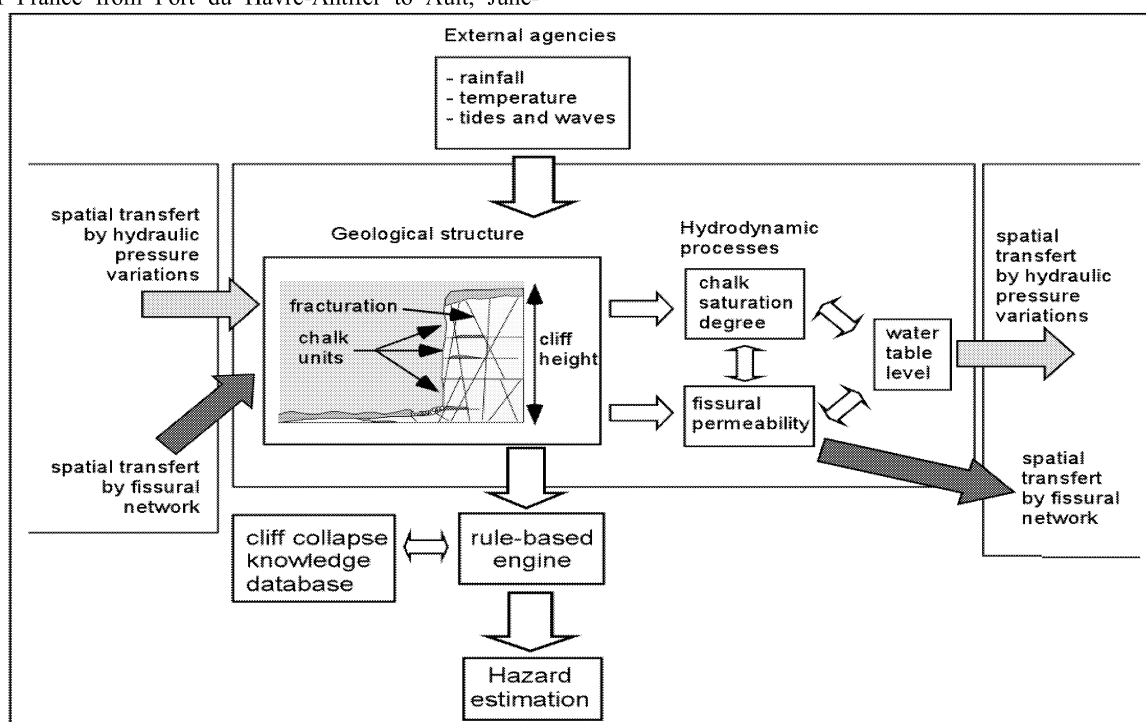 of France from Port du Havre-Antifer to Ault, June-
External agencies
- rainfall
- temperature
- tides and waves
spatial transfert
by hydraulic
pressure
variations
spatial transfert
by fissural
network
Geological structure
fracturation
chalk
units
cliff
height
Hydrodynamic
processes
chalk
saturation
degree
fissural
permeability
water
table
level
spatial
transfert
by hydraulic
pressure
variations
spatial
transfert
by fissural
network
cliff collapse
knowledge
database
rule-based
engine
Hazard
estimation